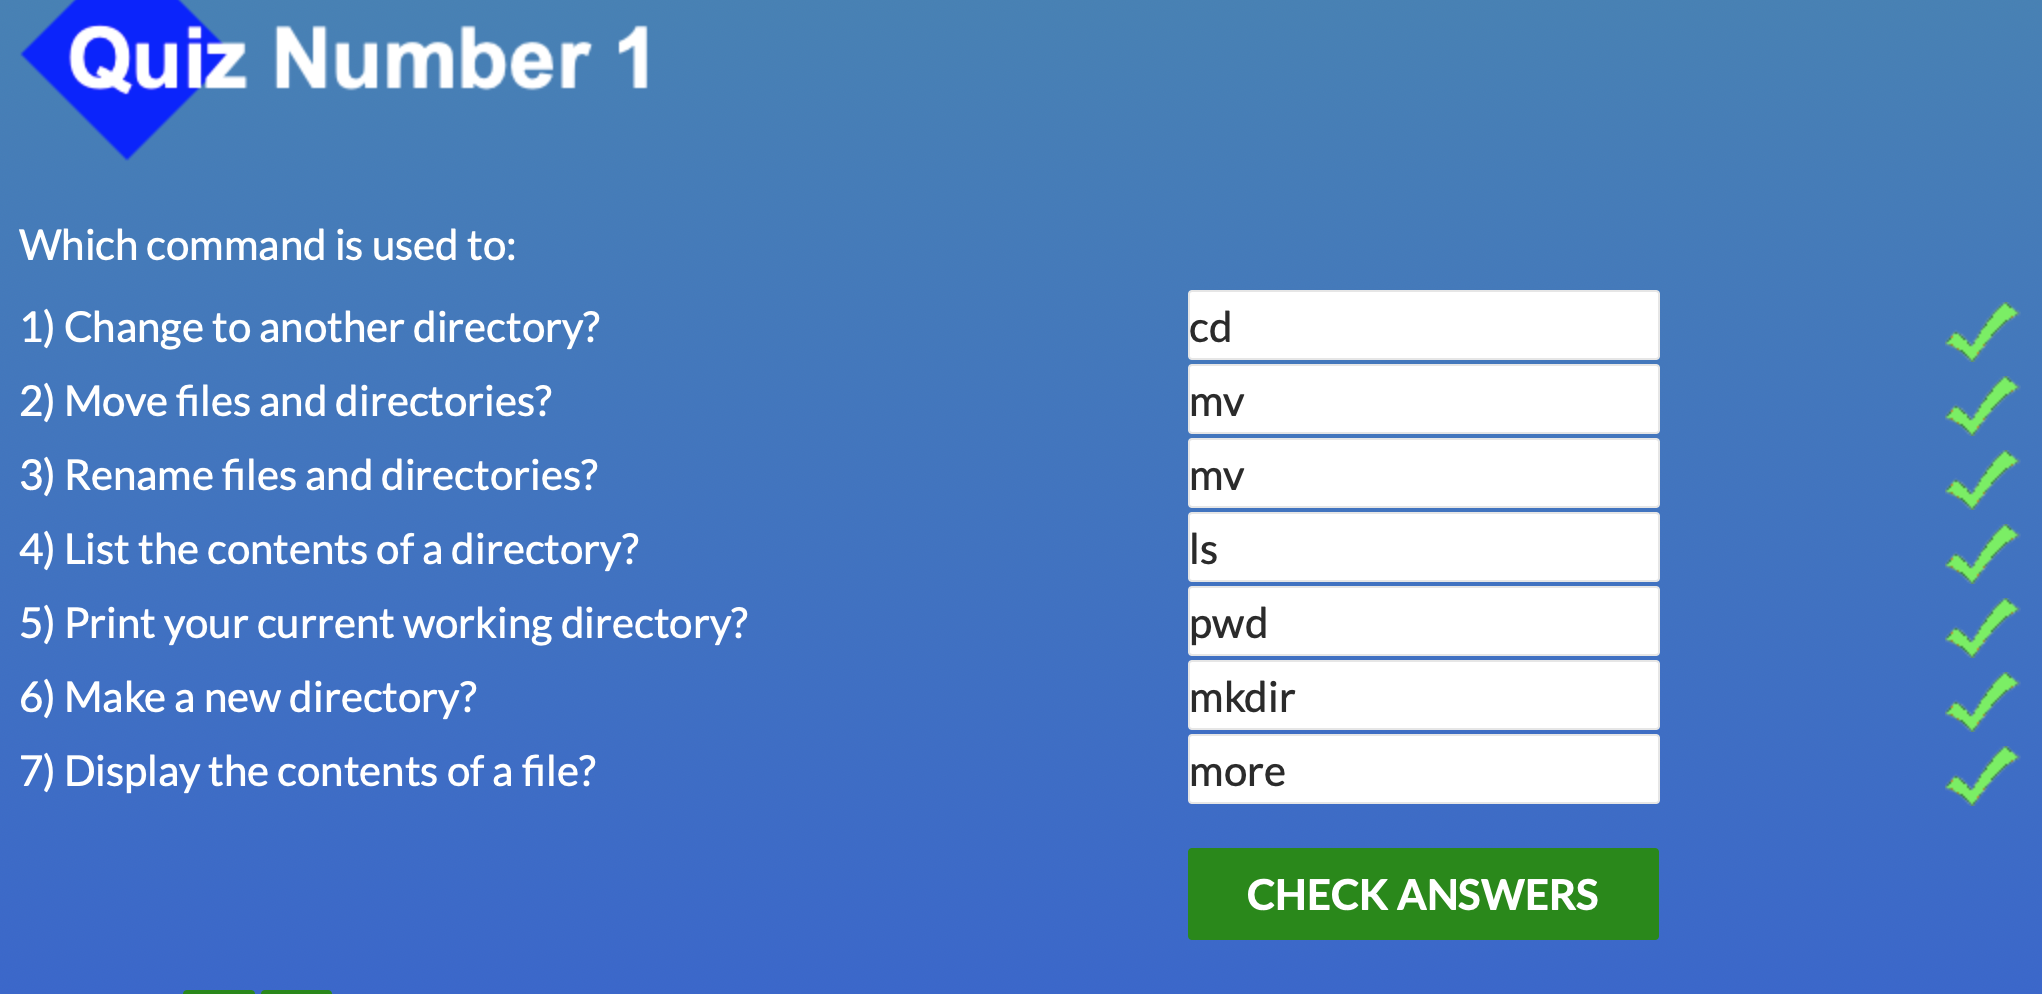 Quiz Number 1
Which command is used to:
1) Change to another directory? cd
2) Move files and directories? mv
3) Rename files and directories? mv
4) List the contents of a directory? ls
5) Print your current working directory? pwd
6) Make a new directory? mkdir
7) Display the contents of a file? more
CHECK ANSWERS